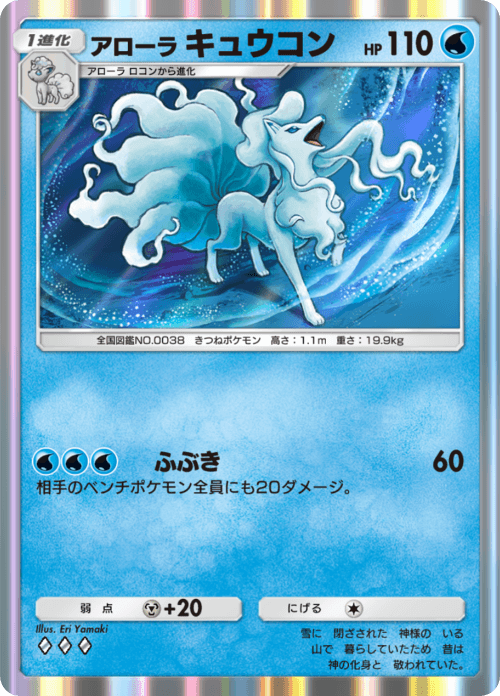 1進化
アローラ キュウコン HP 110
アローラ ロコンから進化
全国図鑑NO.0038 きつねポケモン 高さ：1.1m 重さ：19.9kg
ふぶき 60
相手のベンチポケモン全員にも20ダメージ。
弱点 +20 にげる
Illus. Eri Yamaki
雪に 閉ざされた 神様の いる
山で 暮らしていたため 昔は
神の化身と 敬われていた。